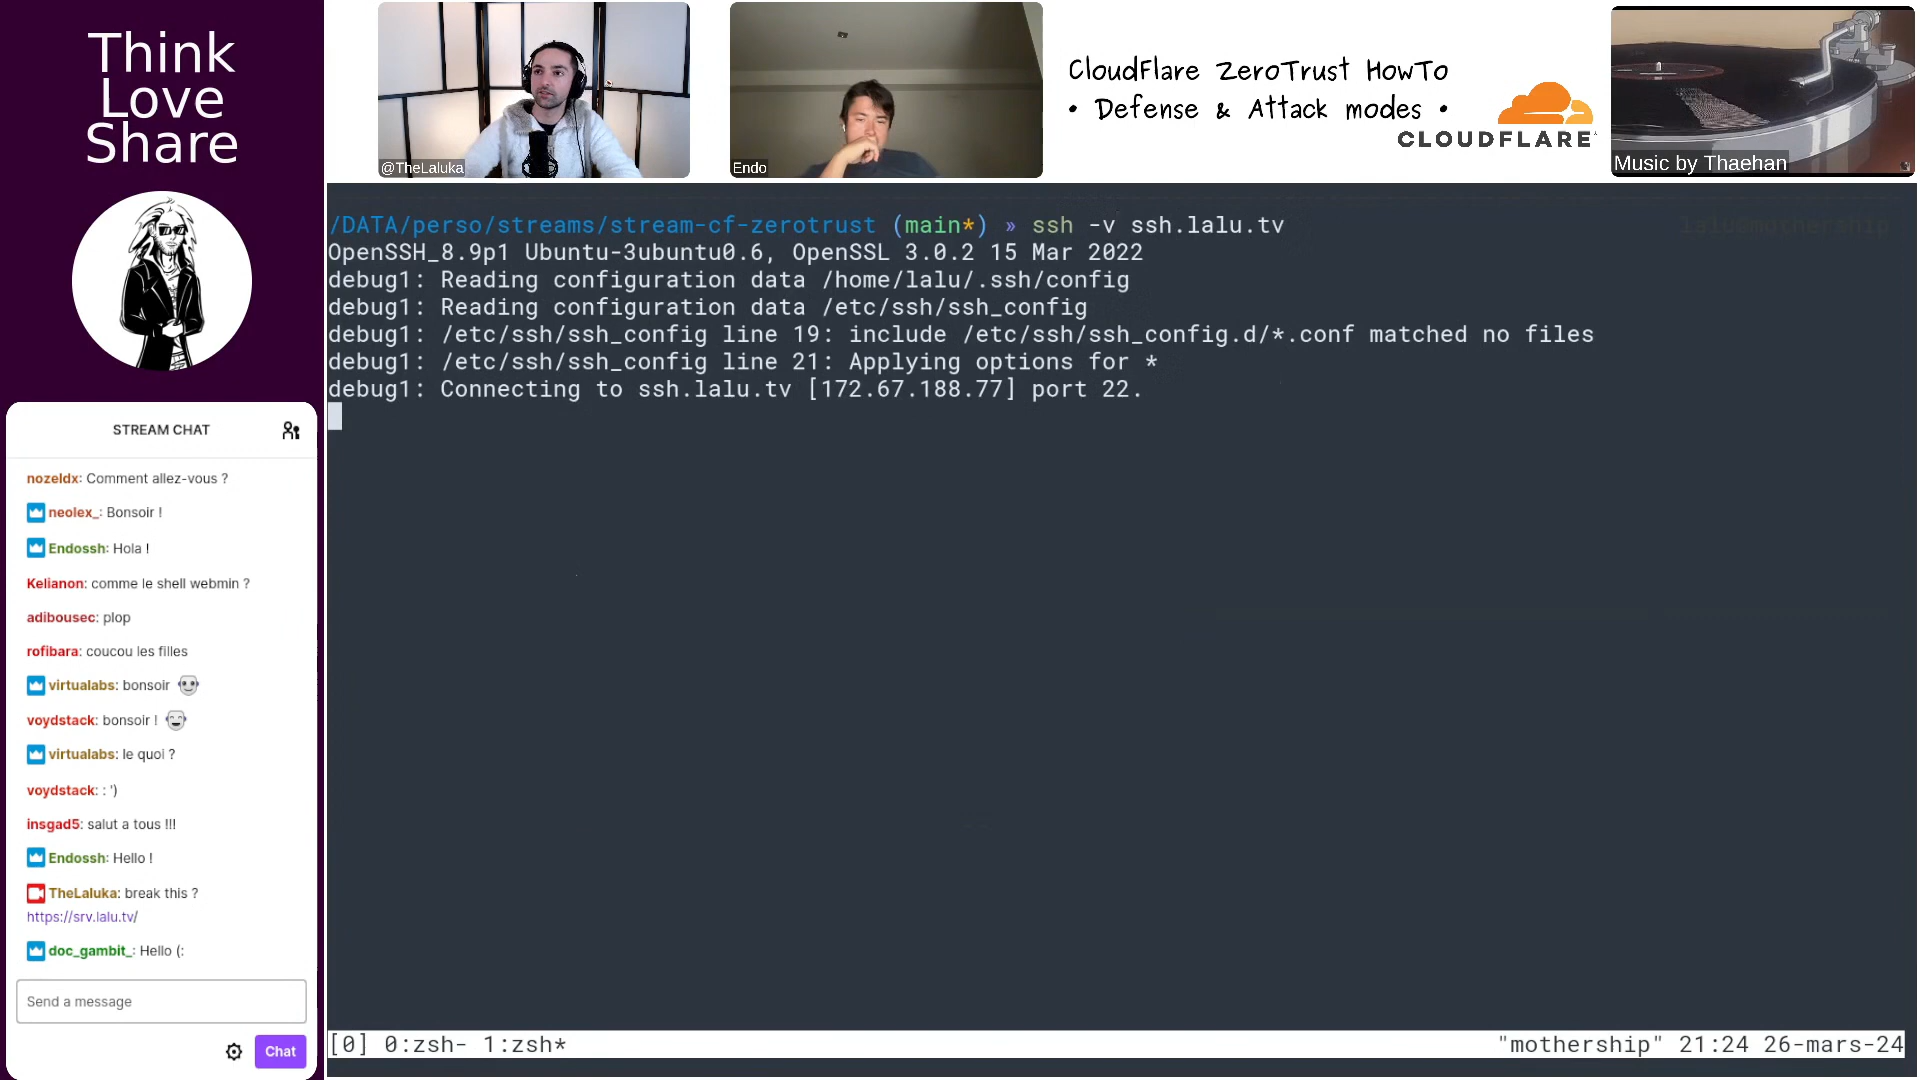 Think
Love
Share
@TheLaluka
Endo
CloudFlare ZeroTrust HowTo
• Defense & Attack modes •
CLOUDFLARE
Music by Thaehan
STREAM CHAT
nozeldx: Comment allez-vous ?
neolex_: Bonsoir !
Endossh: Hola !
Kelianon: comme le shell webmin ?
adibousec: plop
rofibara: coucou les filles
virtualabs: bonsoir
voydstack: bonsoir !
virtualabs: le quoi ?
voydstack: : ')
insgad5: salut a tous !!!
Endossh: Hello !
TheLaluka: break this ?
https://srv.lalu.tv/
doc_gambit_: Hello (:
Send a message
Chat
/DATA/perso/streams/stream-cf-zerotrust (main*) » ssh -v ssh.lalu.tv lalu@mothership
OpenSSH_8.9p1 Ubuntu-3ubuntu0.6, OpenSSL 3.0.2 15 Mar 2022
debug1: Reading configuration data /home/lalu/.ssh/config
debug1: Reading configuration data /etc/ssh/ssh_config
debug1: /etc/ssh/ssh_config line 19: include /etc/ssh/ssh_config.d/*.conf matched no files
debug1: /etc/ssh/ssh_config line 21: Applying options for *
debug1: Connecting to ssh.lalu.tv [172.67.188.77] port 22.
[0] 0:zsh- 1:zsh* "mothership" 21:24 26-mars-24